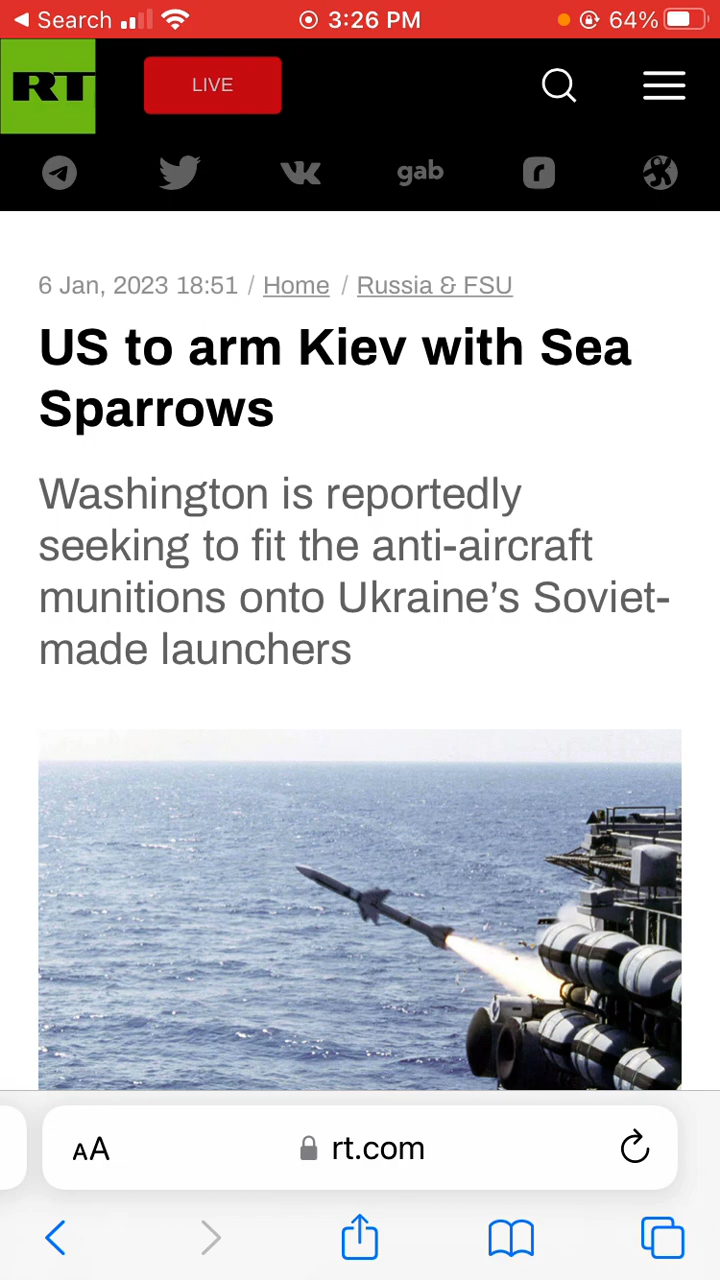 Search 3:26 PM 64%
RT LIVE
gab
6 Jan, 2023 18:51 / Home / Russia & FSU
US to arm Kiev with Sea
Sparrows
Washington is reportedly
seeking to fit the anti-aircraft
munitions onto Ukraine’s Soviet-
made launchers
AA rt.com